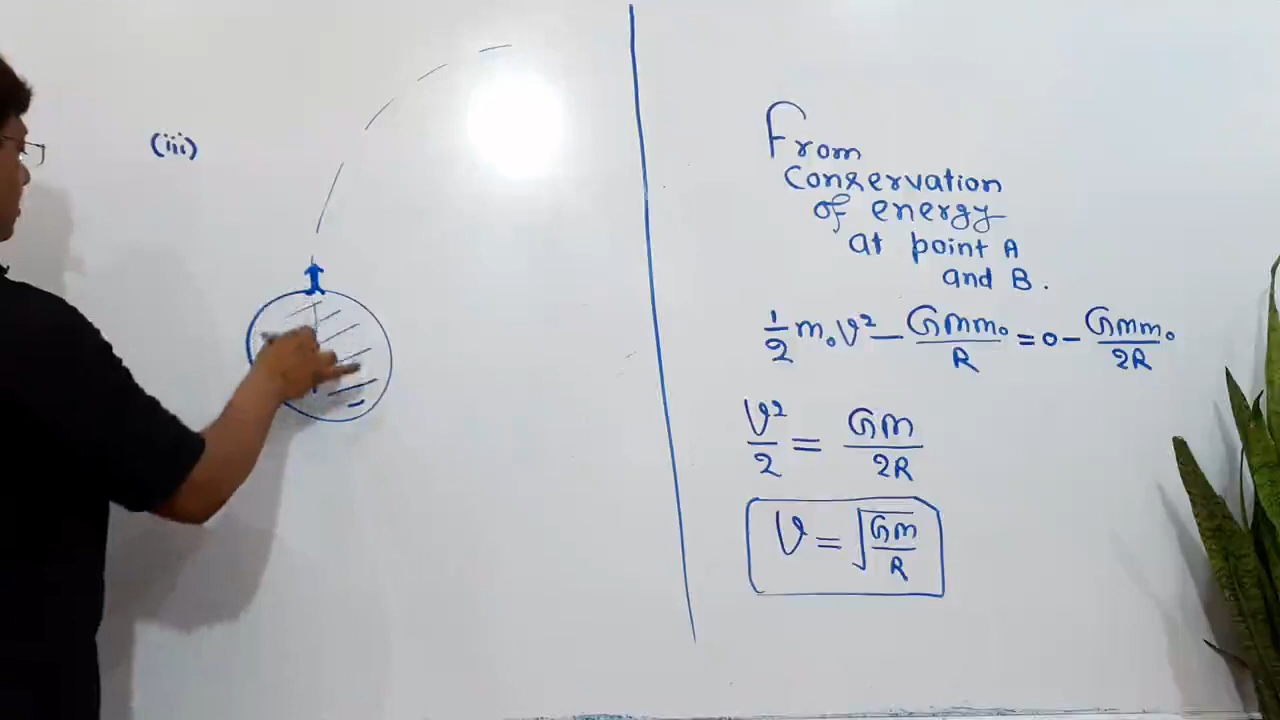 (iii)
From
Conservation
of energy
at point A
and B.
1/2 m₀v² − GMm₀/R = 0 − GMm₀/2R
v²/2 = GM/2R
v = √(GM/R)